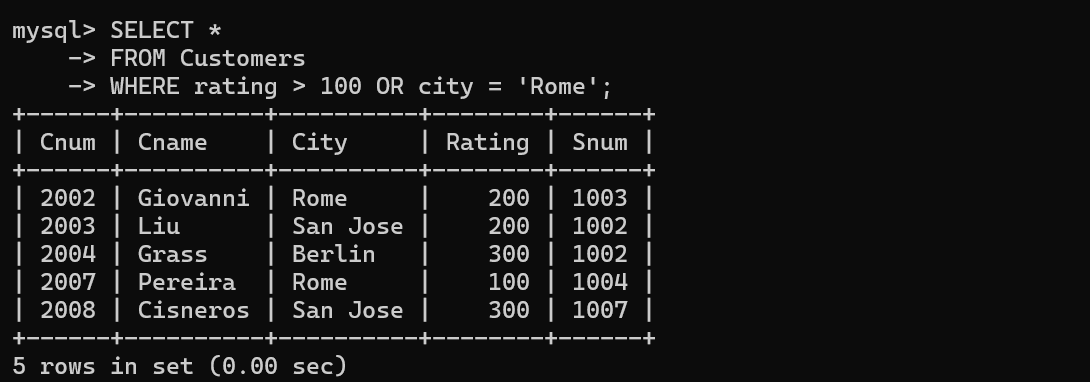 mysql> SELECT *
    -> FROM Customers
    -> WHERE rating > 100 OR city = 'Rome';
+------+----------+----------+--------+------+
| Cnum | Cname    | City     | Rating | Snum |
+------+----------+----------+--------+------+
| 2002 | Giovanni | Rome     |    200 | 1003 |
| 2003 | Liu      | San Jose |    200 | 1002 |
| 2004 | Grass    | Berlin   |    300 | 1002 |
| 2007 | Pereira  | Rome     |    100 | 1004 |
| 2008 | Cisneros | San Jose |    300 | 1007 |
+------+----------+----------+--------+------+
5 rows in set (0.00 sec)